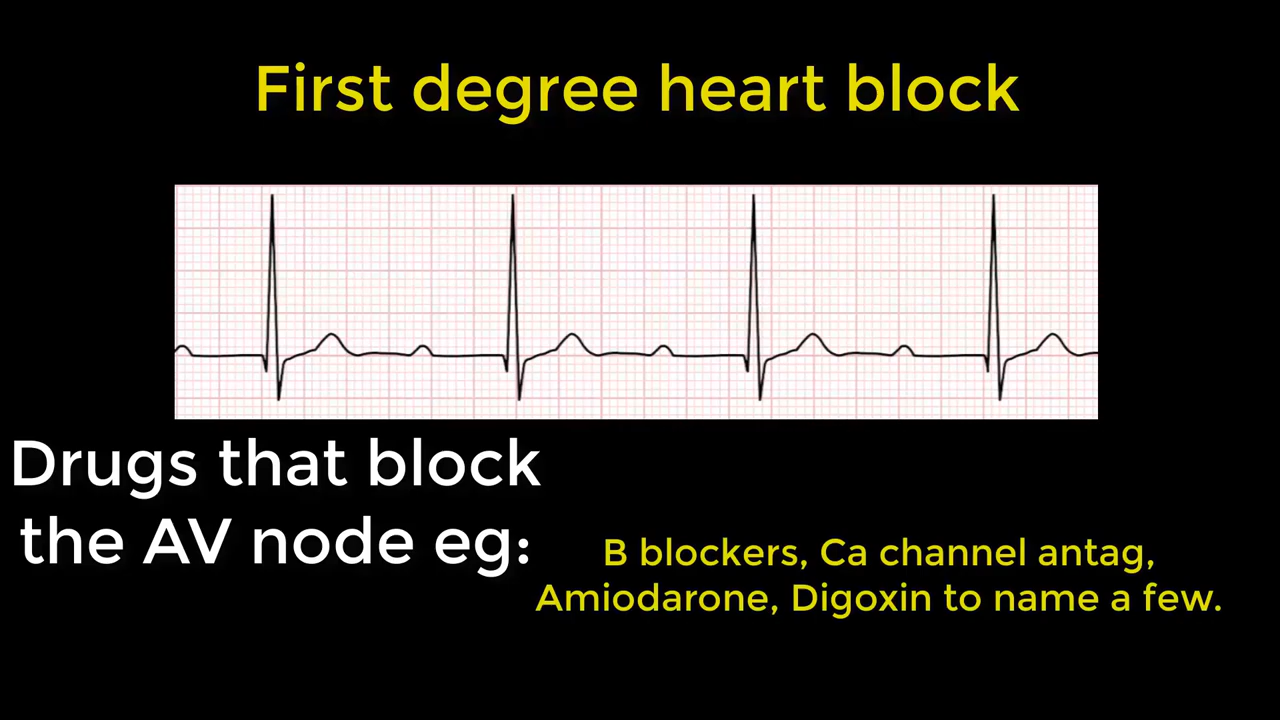 First degree heart block
Drugs that block
the AV node eg:
B blockers, Ca channel antag,
Amiodarone, Digoxin to name a few.